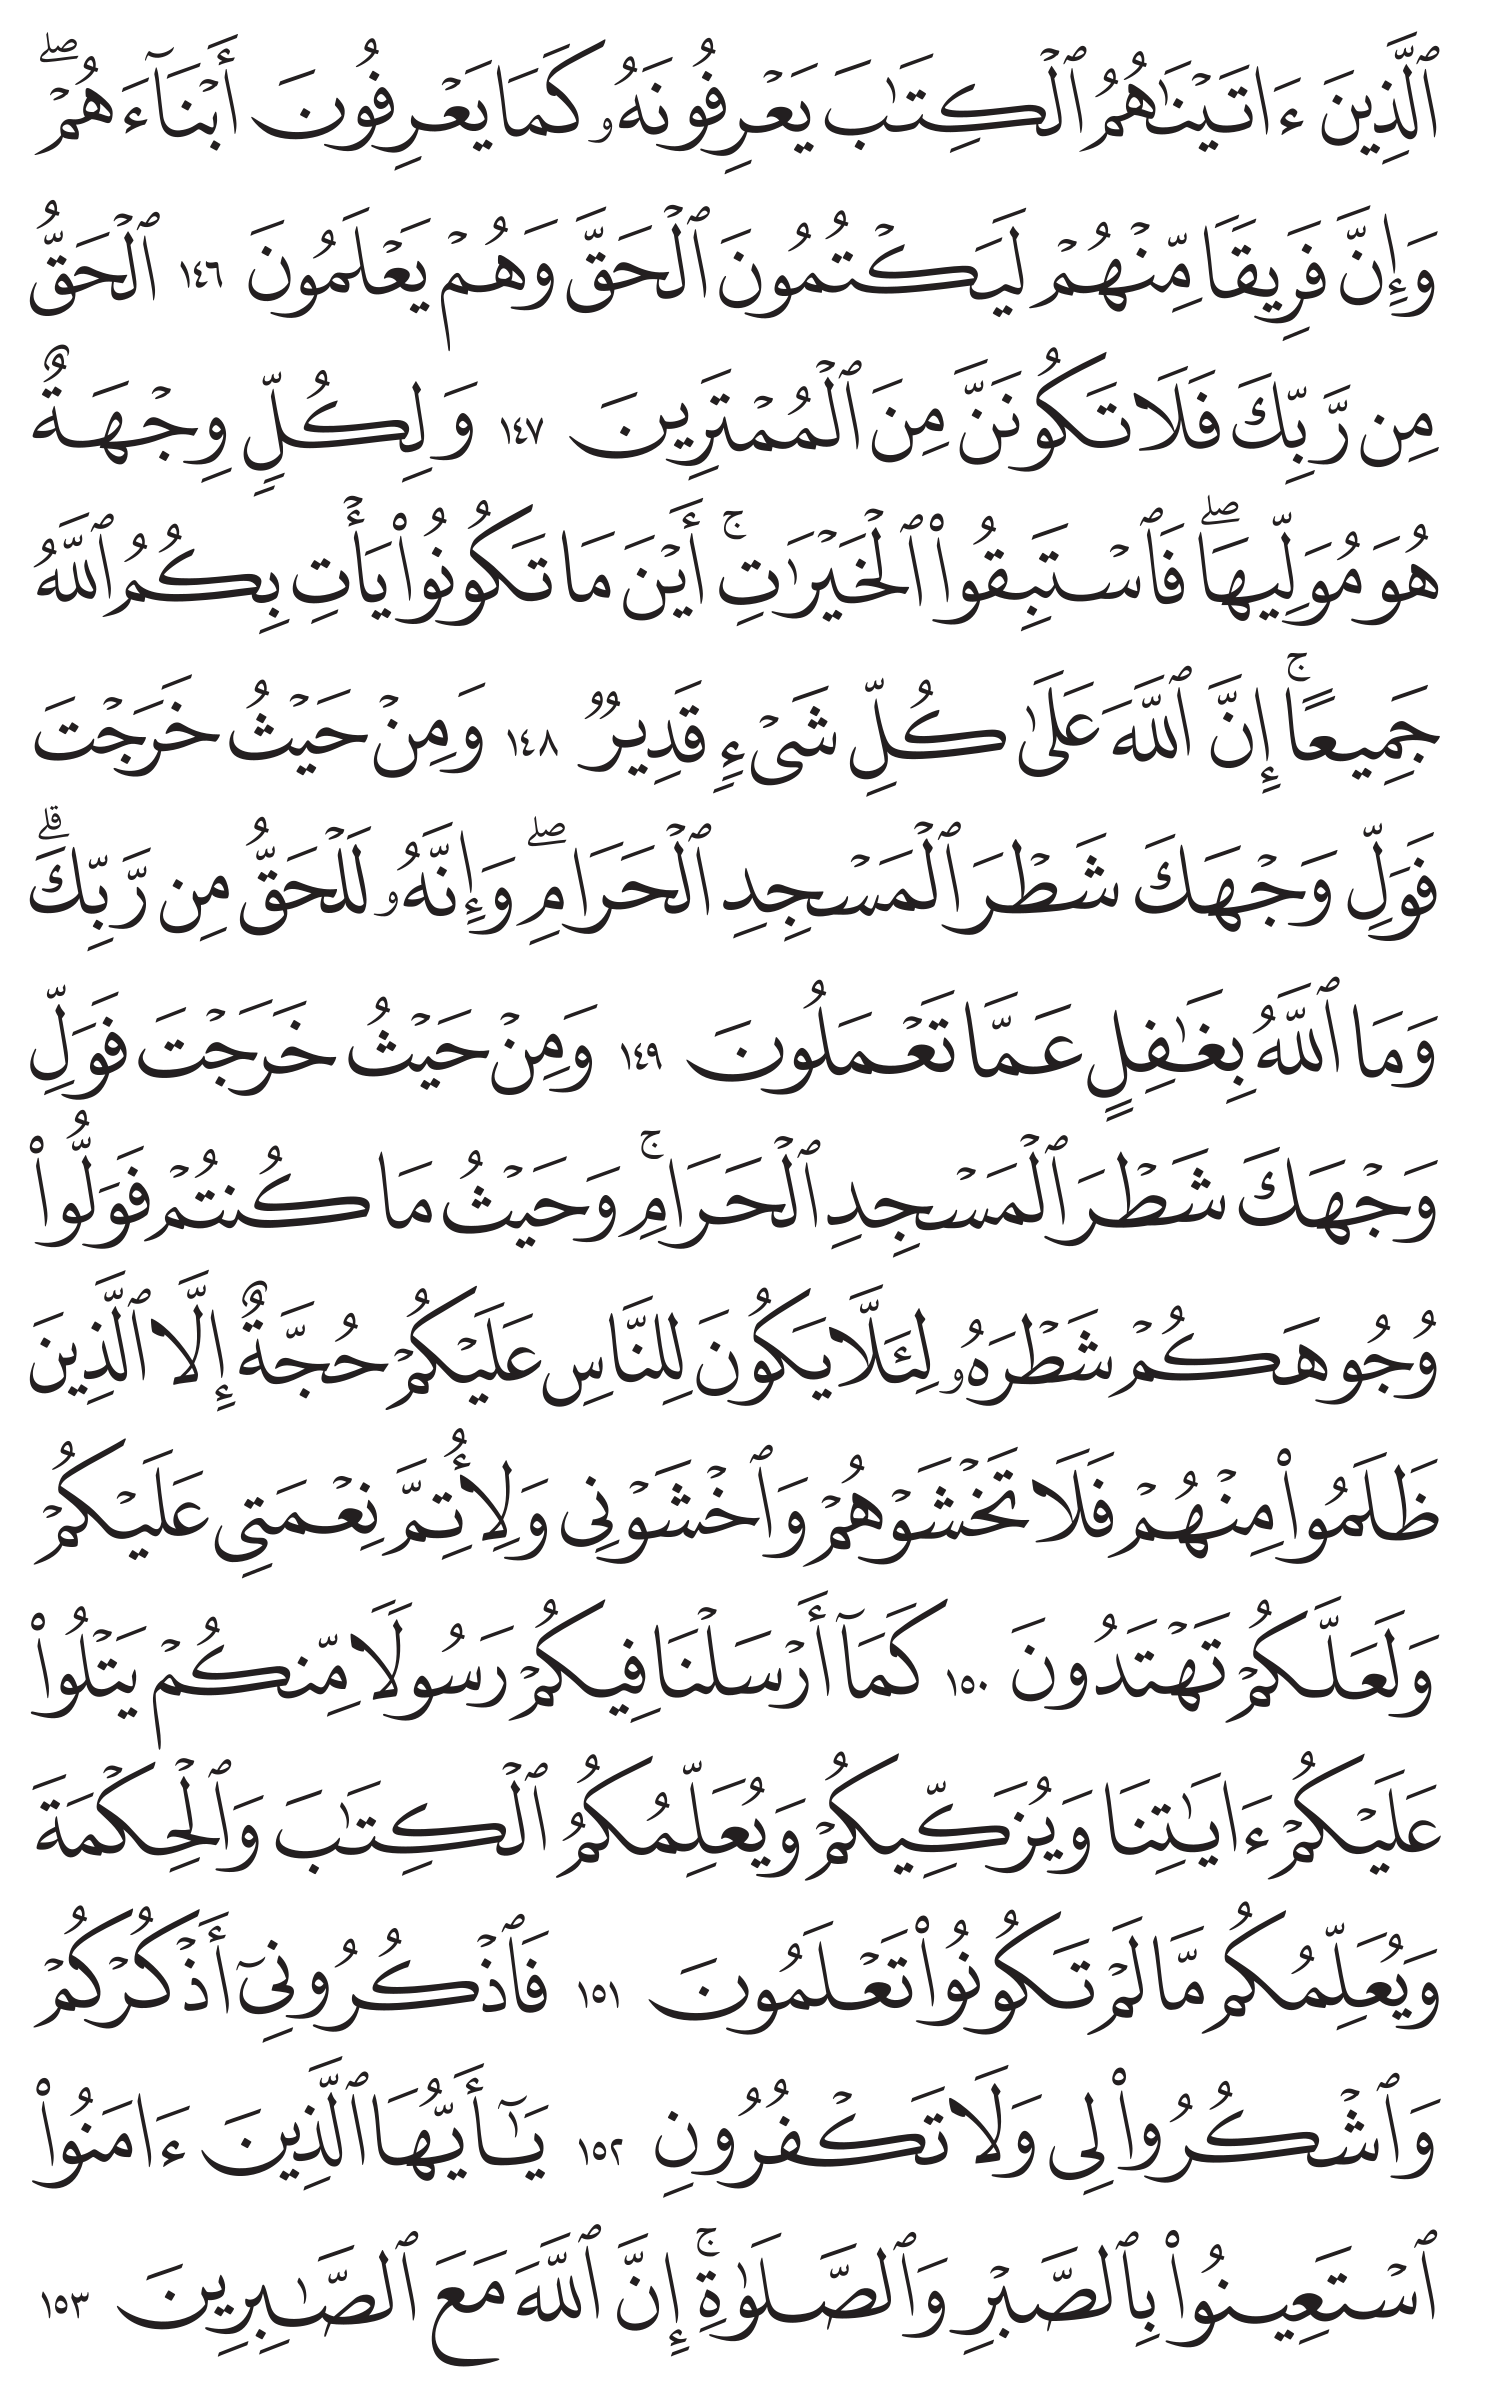 ٱلَّذِينَ ءَاتَيۡنَٰهُمُ ٱلۡكِتَٰبَ يَعۡرِفُونَهُۥ كَمَا يَعۡرِفُونَ أَبۡنَآءَهُمۡۖ
وَإِنَّ فَرِيقٗا مِّنۡهُمۡ لَيَكۡتُمُونَ ٱلۡحَقَّ وَهُمۡ يَعۡلَمُونَ ١٤٦ ٱلۡحَقُّ
مِن رَّبِّكَ فَلَا تَكُونَنَّ مِنَ ٱلۡمُمۡتَرِينَ ١٤٧ وَلِكُلّٖ وِجۡهَةٌ
هُوَ مُوَلِّيهَاۖ فَٱسۡتَبِقُواْ ٱلۡخَيۡرَٰتِۚ أَيۡنَ مَا تَكُونُواْ يَأۡتِ بِكُمُ ٱللَّهُ
جَمِيعًاۚ إِنَّ ٱللَّهَ عَلَىٰ كُلِّ شَيۡءٖ قَدِيرٞ ١٤٨ وَمِنۡ حَيۡثُ خَرَجۡتَ
فَوَلِّ وَجۡهَكَ شَطۡرَ ٱلۡمَسۡجِدِ ٱلۡحَرَامِۖ وَإِنَّهُۥ لَلۡحَقُّ مِن رَّبِّكَۗ
وَمَا ٱللَّهُ بِغَٰفِلٍ عَمَّا تَعۡمَلُونَ ١٤٩ وَمِنۡ حَيۡثُ خَرَجۡتَ فَوَلِّ
وَجۡهَكَ شَطۡرَ ٱلۡمَسۡجِدِ ٱلۡحَرَامِۚ وَحَيۡثُ مَا كُنتُمۡ فَوَلُّواْ
وُجُوهَكُمۡ شَطۡرَهُۥ لِئَلَّا يَكُونَ لِلنَّاسِ عَلَيۡكُمۡ حُجَّةٌ إِلَّا ٱلَّذِينَ
ظَلَمُواْ مِنۡهُمۡ فَلَا تَخۡشَوۡهُمۡ وَٱخۡشَوۡنِي وَلِأُتِمَّ نِعۡمَتِي عَلَيۡكُمۡ
وَلَعَلَّكُمۡ تَهۡتَدُونَ ١٥٠ كَمَآ أَرۡسَلۡنَا فِيكُمۡ رَسُولٗا مِّنكُمۡ يَتۡلُواْ
عَلَيۡكُمۡ ءَايَٰتِنَا وَيُزَكِّيكُمۡ وَيُعَلِّمُكُمُ ٱلۡكِتَٰبَ وَٱلۡحِكۡمَةَ
وَيُعَلِّمُكُم مَّا لَمۡ تَكُونُواْ تَعۡلَمُونَ ١٥١ فَٱذۡكُرُونِيٓ أَذۡكُرۡكُمۡ
وَٱشۡكُرُواْ لِي وَلَا تَكۡفُرُونِ ١٥٢ يَٰٓأَيُّهَا ٱلَّذِينَ ءَامَنُواْ
ٱسۡتَعِينُواْ بِٱلصَّبۡرِ وَٱلصَّلَوٰةِۚ إِنَّ ٱللَّهَ مَعَ ٱلصَّٰبِرِينَ ١٥٣